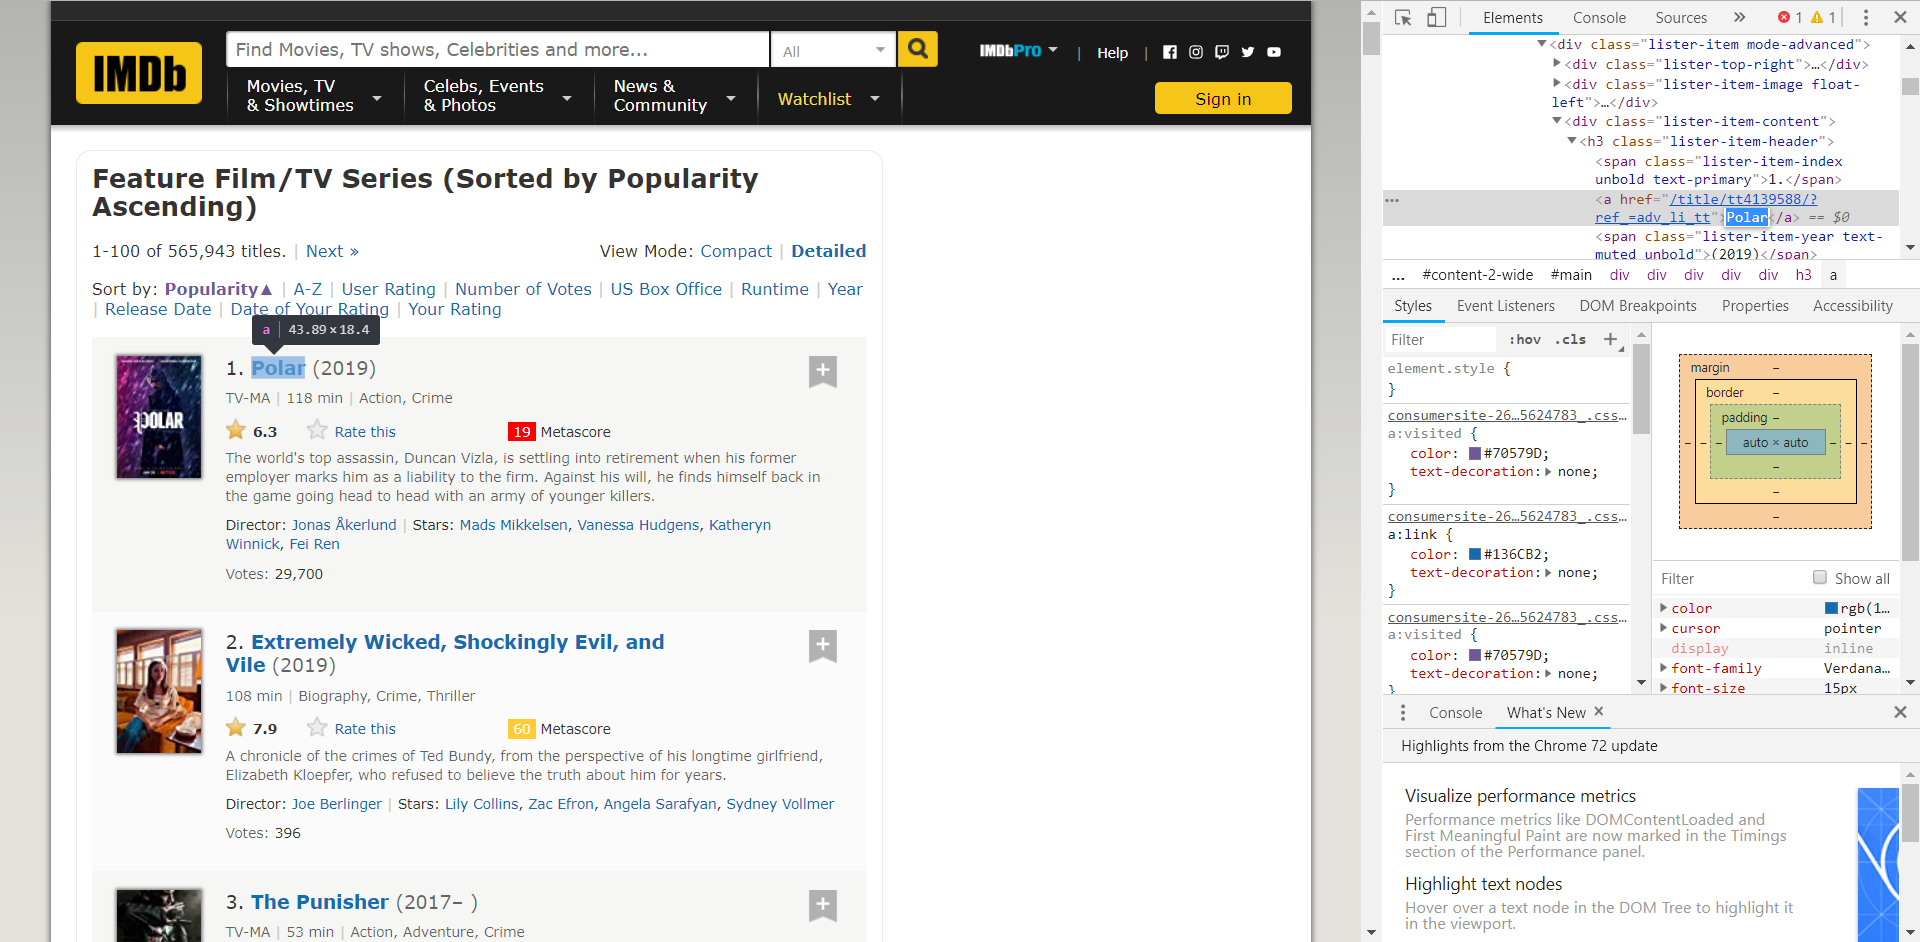 IMDb
Find Movies, TV shows, Celebrities and more...
All
IMDbPro
|
Help
|
Movies, TV
& Showtimes
Celebs, Events
& Photos
News &
Community
Watchlist
Sign in
Feature Film/TV Series (Sorted by Popularity
Ascending)
1-100 of 565,943 titles. | Next »
View Mode: Compact | Detailed
Sort by: Popularity▲ | A-Z | User Rating | Number of Votes | US Box Office | Runtime | Year
| Release Date | Date of Your Rating | Your Rating
a | 43.89 × 18.4
POLAR
1. Polar (2019)
TV-MA | 118 min | Action, Crime
6.3
Rate this
19 Metascore
The world's top assassin, Duncan Vizla, is settling into retirement when his former
employer marks him as a liability to the firm. Against his will, he finds himself back in
the game going head to head with an army of younger killers.
Director: Jonas Åkerlund | Stars: Mads Mikkelsen, Vanessa Hudgens, Katheryn
Winnick, Fei Ren
Votes: 29,700
2. Extremely Wicked, Shockingly Evil, and
Vile (2019)
108 min | Biography, Crime, Thriller
7.9
Rate this
60 Metascore
A chronicle of the crimes of Ted Bundy, from the perspective of his longtime girlfriend,
Elizabeth Kloepfer, who refused to believe the truth about him for years.
Director: Joe Berlinger | Stars: Lily Collins, Zac Efron, Angela Sarafyan, Sydney Vollmer
Votes: 396
3. The Punisher (2017– )
TV-MA | 53 min | Action, Adventure, Crime
Elements
Console
Sources
»
1
1
<div class="lister-item mode-advanced">
<div class="lister-top-right">…</div>
<div class="lister-item-image float-
left">…</div>
<div class="lister-item-content">
<h3 class="lister-item-header">
<span class="lister-item-index
unbold text-primary">1.</span>
<a href="/title/tt4139588/?
ref_=adv_li_tt">Polar</a> == $0
<span class="lister-item-year text-
muted unbold">(2019)</span>
... #content-2-wide #main div div div div div h3 a
Styles
Event Listeners
DOM Breakpoints
Properties
Accessibility
Filter
:hov .cls +
element.style {
}
consumersite-26…5624783_.css…
a:visited {
color: #70579D;
text-decoration: none;
}
consumersite-26…5624783_.css…
a:link {
color: #136CB2;
text-decoration: none;
}
consumersite-26…5624783_.css…
a:visited {
color: #70579D;
text-decoration: none;
}
margin –
border –
padding –
– – – auto × auto – – –
–
–
–
Filter
Show all
color rgb(1…
cursor pointer
display inline
font-family Verdana…
font-size 15px
Console
What's New ×
Highlights from the Chrome 72 update
Visualize performance metrics
Performance metrics like DOMContentLoaded and
First Meaningful Paint are now marked in the Timings
section of the Performance panel.
Highlight text nodes
Hover over a text node in the DOM Tree to highlight it
in the viewport.